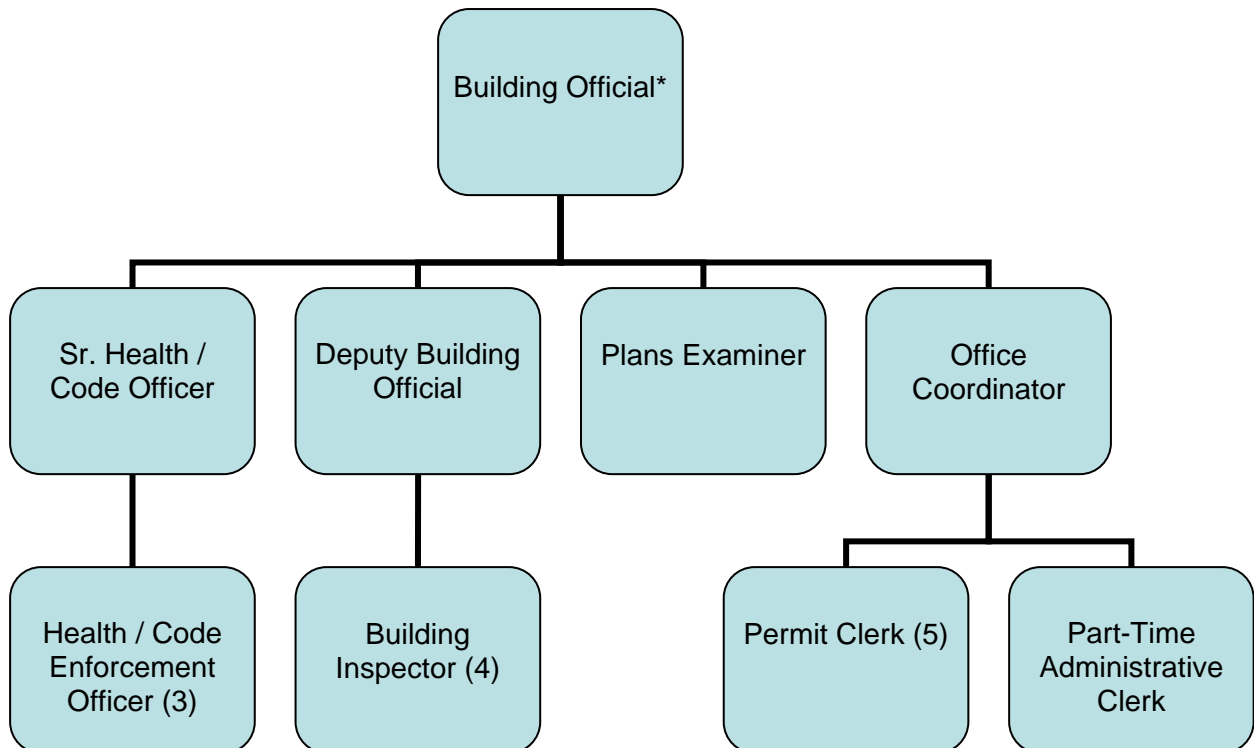 Building Official*
Sr. Health /
Code Officer
Deputy Building
Official
Plans Examiner
Office
Coordinator
Health / Code
Enforcement
Officer (3)
Building
Inspector (4)
Permit Clerk (5)
Part-Time
Administrative
Clerk